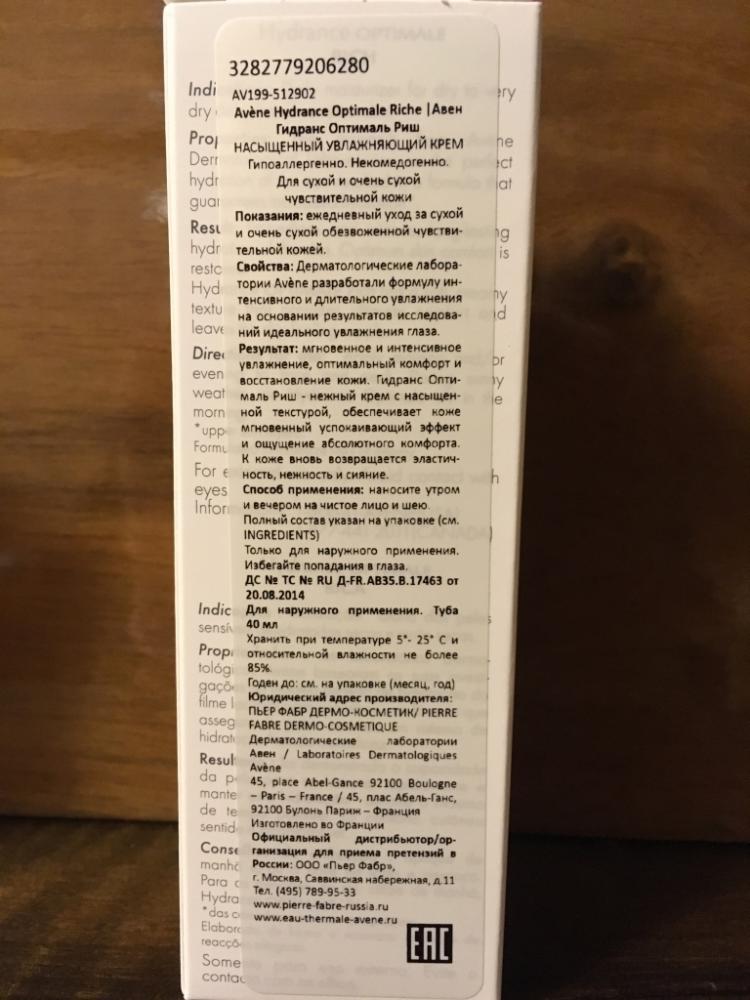 3282779206280
AV199-512902
Avène Hydrance Optimale Riche |Авен
Гидранс Оптималь Риш
НАСЫЩЕННЫЙ УВЛАЖНЯЮЩИЙ КРЕМ
Гипоаллергенно. Некомедогенно.
Для сухой и очень сухой
чувствительной кожи
Показания: ежедневный уход за сухой
и очень сухой обезвоженной чувстви-
тельной кожей.
Свойства: Дерматологические лабора-
тории Avène разработали формулу ин-
тенсивного и длительного увлажнения
на основании результатов исследова-
ний идеального увлажнения глаза.
Результат: мгновенное и интенсивное
увлажнение, оптимальный комфорт и
восстановление кожи. Гидранс Опти-
маль Риш - нежный крем с насыщен-
ной текстурой, обеспечивает коже
мгновенный успокаивающий эффект
и ощущение абсолютного комфорта.
К коже вновь возвращается эластич-
ность, нежность и сияние.
Способ применения: наносите утром
и вечером на чистое лицо и шею.
Полный состав указан на упаковке (см.
INGREDIENTS)
Только для наружного применения.
Избегайте попадания в глаза.
ДС № ТС № RU Д-FR.АВ35.В.17463 от
20.08.2014
Для наружного применения. Туба
40 мл
Хранить при температуре 5°- 25° С и
относительной влажности не более
85%.
Годен до: см. на упаковке (месяц, год)
Юридический адрес производителя:
ПЬЕР ФАБР ДЕРМО-КОСМЕТИК/ PIERRE
FABRE DERMO-COSMETIQUE
Дерматологические лаборатории
Авен / Laboratoires Dermatologiques
Avène
45, place Abel-Gance 92100 Boulogne
– Paris – France / 45, плас Абель-Ганс,
92100 Булонь Париж – Франция
Изготовлено во Франции
Официальный дистрибьютор/ор-
ганизация для приема претензий в
России: ООО «Пьер Фабр»,
г. Москва, Саввинская набережная, д.11
Тел. (495) 789-95-33
www.pierre-fabre-russia.ru
www.eau-thermale-avene.ru
EAC